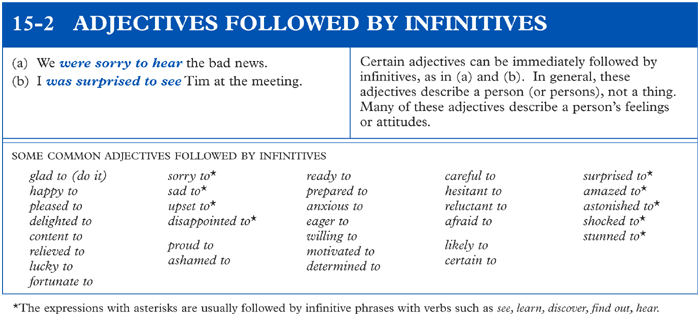 15-2 ADJECTIVES FOLLOWED BY INFINITIVES
(a) We were sorry to hear the bad news.
(b) I was surprised to see Tim at the meeting.
Certain adjectives can be immediately followed by
infinitives, as in (a) and (b). In general, these
adjectives describe a person (or persons), not a thing.
Many of these adjectives describe a person's feelings
or attitudes.
SOME COMMON ADJECTIVES FOLLOWED BY INFINITIVES
glad to (do it)
happy to
pleased to
delighted to
content to
relieved to
lucky to
fortunate to
sorry to*
sad to*
upset to*
disappointed to*
proud to
ashamed to
ready to
prepared to
anxious to
eager to
willing to
motivated to
determined to
careful to
hesitant to
reluctant to
afraid to
likely to
certain to
surprised to*
amazed to*
astonished to*
shocked to*
stunned to*
*The expressions with asterisks are usually followed by infinitive phrases with verbs such as see, learn, discover, find out, hear.